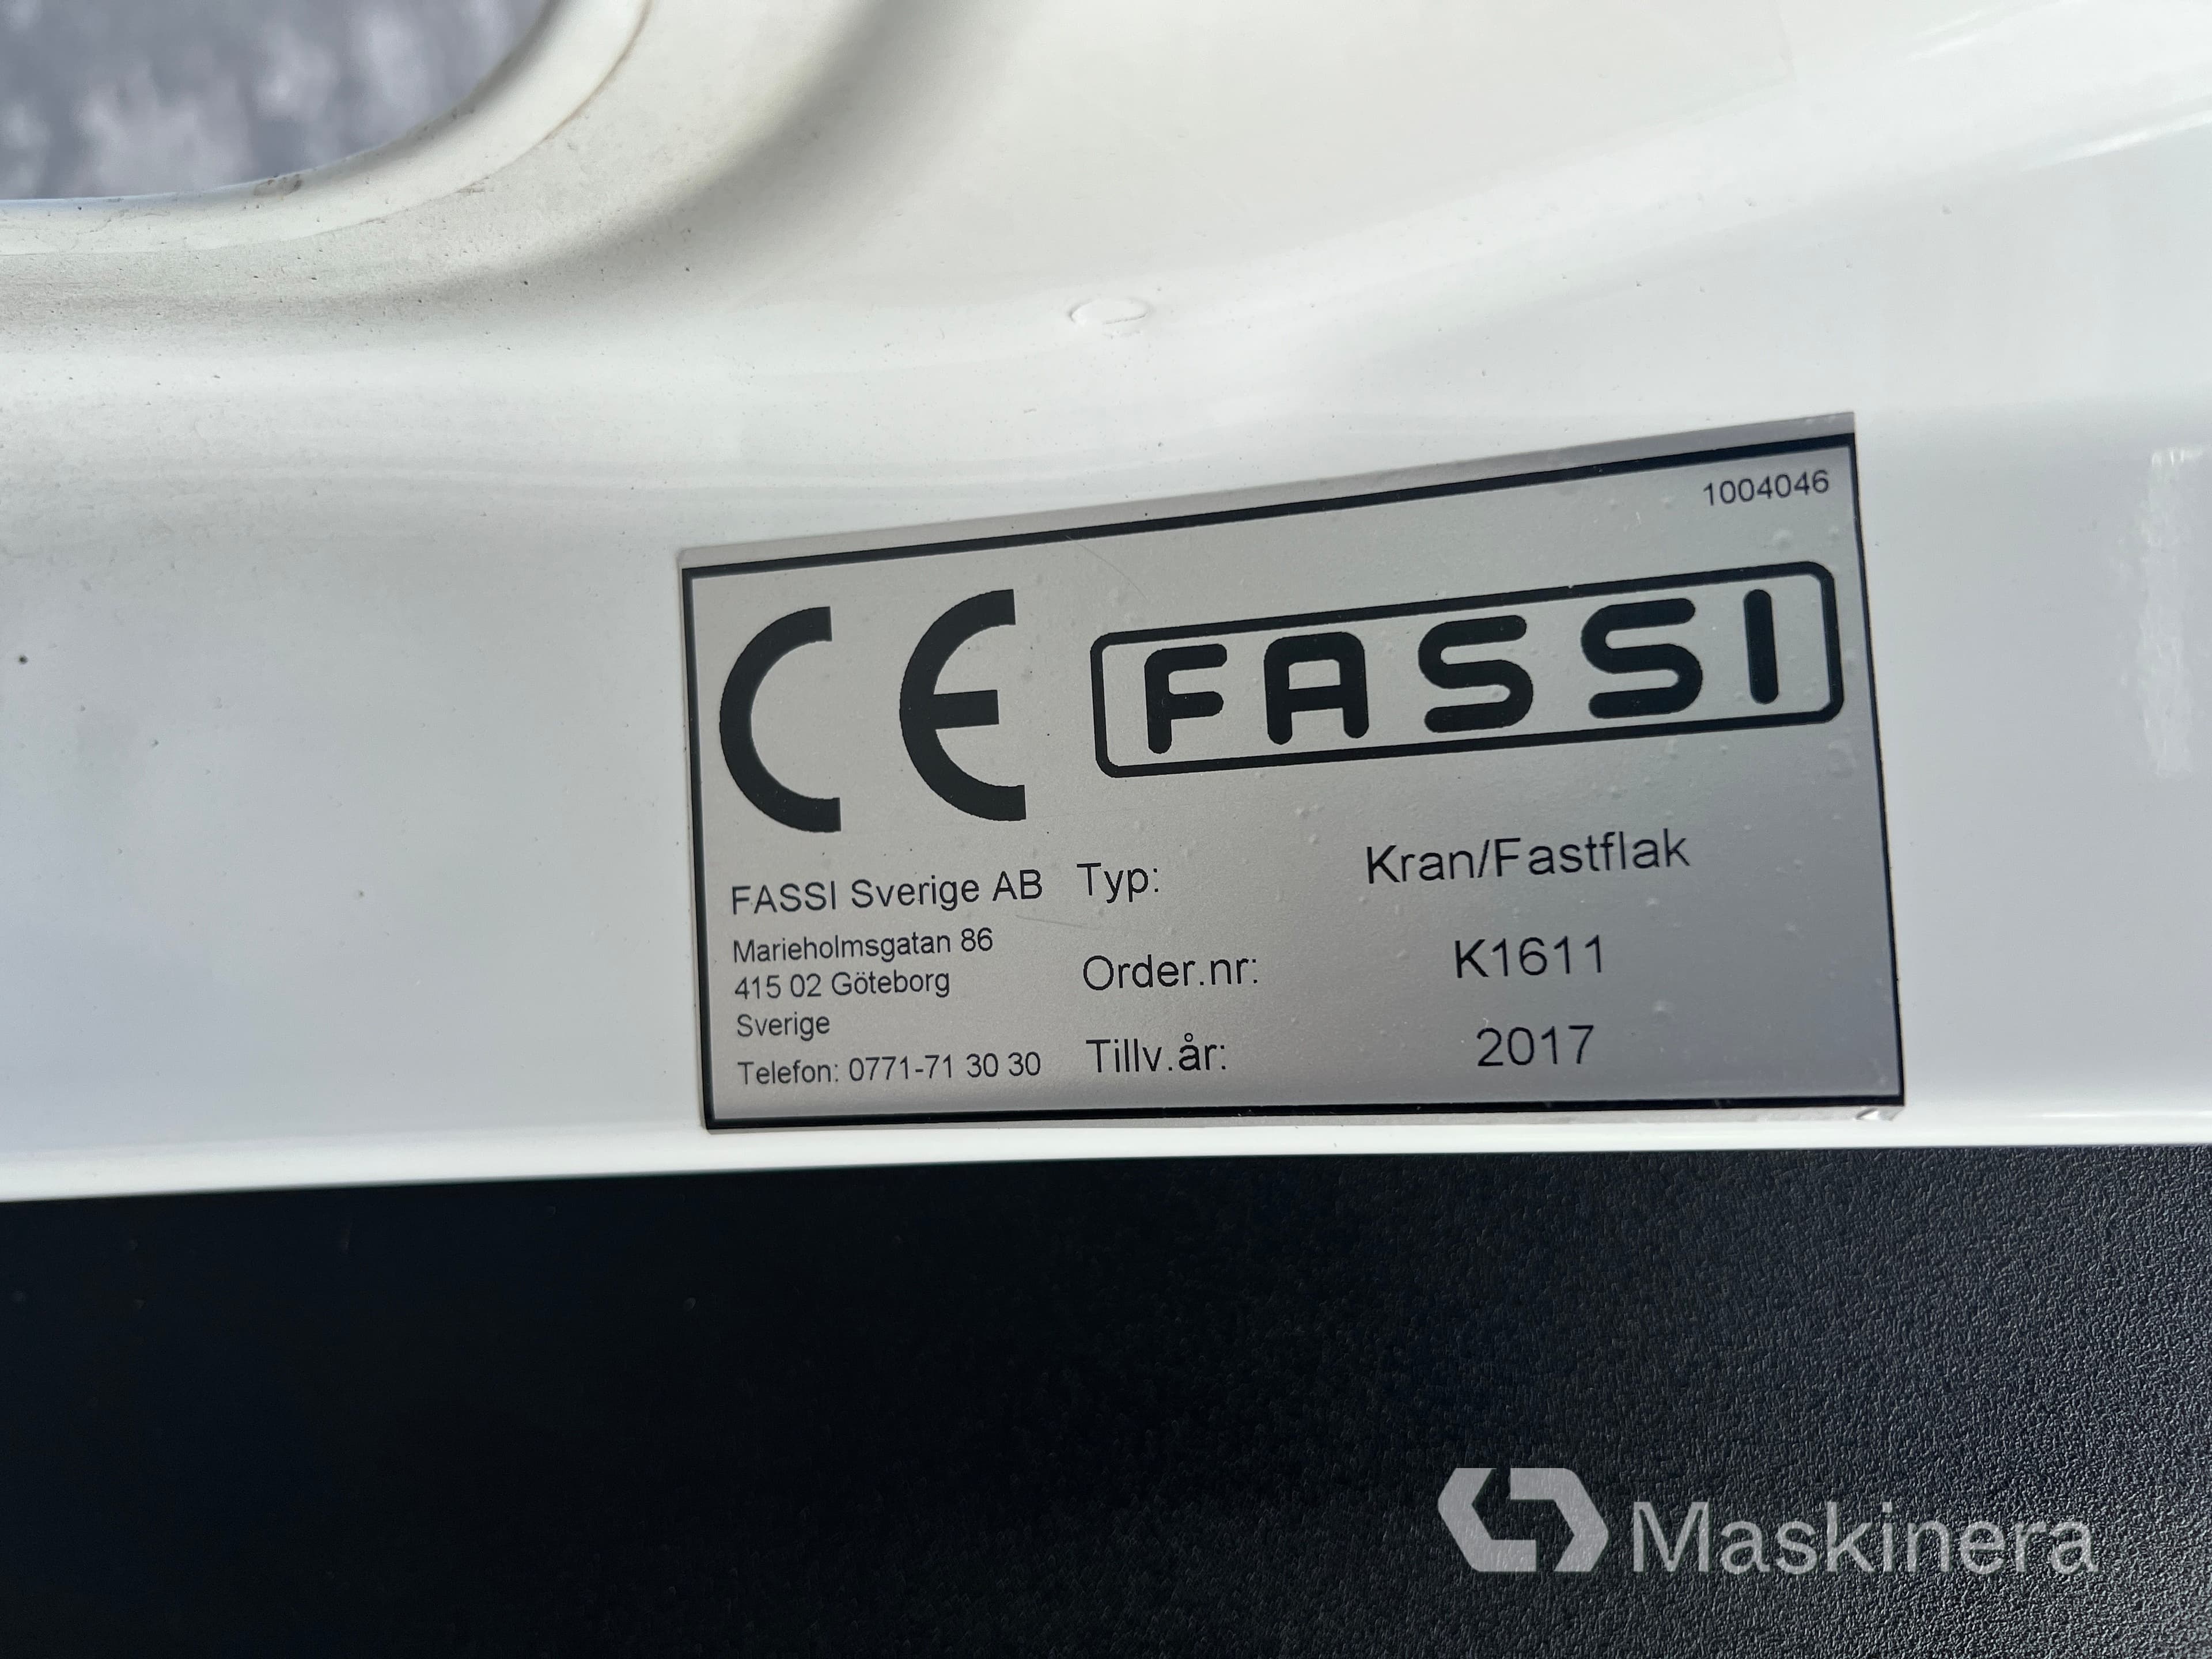 1004046
CE FASSI
FASSI Sverige AB
Marieholmsgatan 86
415 02 Göteborg
Sverige
Telefon: 0771-71 30 30
Typ: Kran/Fastflak
Order.nr: K1611
Tillv.år: 2017
Maskinera